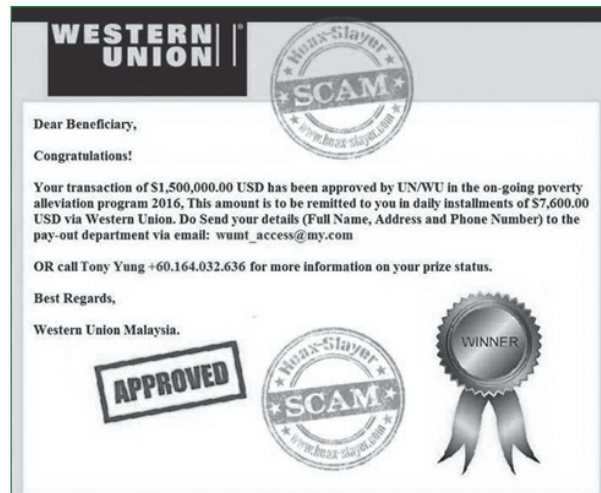 WESTERN
UNION
Hoax-Slayer
SCAM
www.hoax-slayer.com
Dear Beneficiary,
Congratulations!
Your transaction of $1,500,000.00 USD has been approved by UN/WU in the on-going poverty
alleviation program 2016, This amount is to be remitted to you in daily installments of $7,600.00
USD via Western Union. Do Send your details (Full Name, Address and Phone Number) to the
pay-out department via email: wumt_access@my.com
OR call Tony Yung +60.164.032.636 for more information on your prize status.
Best Regards,
Western Union Malaysia.
APPROVED
Hoax-Slayer
SCAM
www.hoax-slayer.com
WINNER